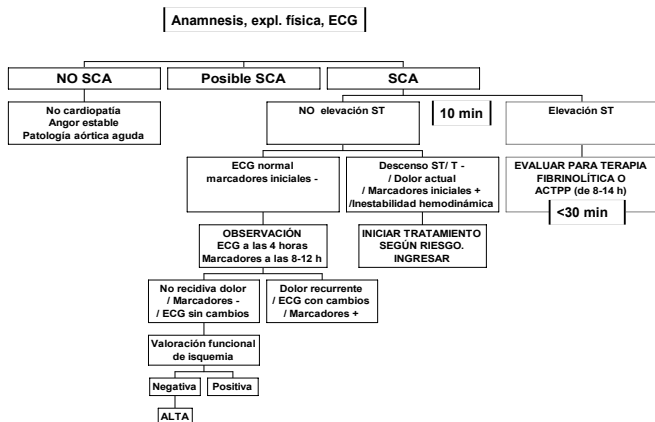 Anamnesis, expl. física, ECG
NO SCA
Posible SCA
SCA
No cardiopatía
Angor estable
Patología aórtica aguda
NO elevación ST
10 min
Elevación ST
ECG normal
marcadores iniciales -
Descenso ST/ T -
/ Dolor actual
/ Marcadores iniciales +
/Inestabilidad hemodinámica
EVALUAR PARA TERAPIA
FIBRINOLÍTICA O
ACTPP (de 8-14 h)
<30 min
OBSERVACIÓN
ECG a las 4 horas
Marcadores a las 8-12 h
INICIAR TRATAMIENTO
SEGÚN RIESGO.
INGRESAR
No recidiva dolor
/ Marcadores -
/ ECG sin cambios
Dolor recurrente
/ ECG con cambios
/ Marcadores +
Valoración funcional
de isquemia
Negativa
Positiva
ALTA